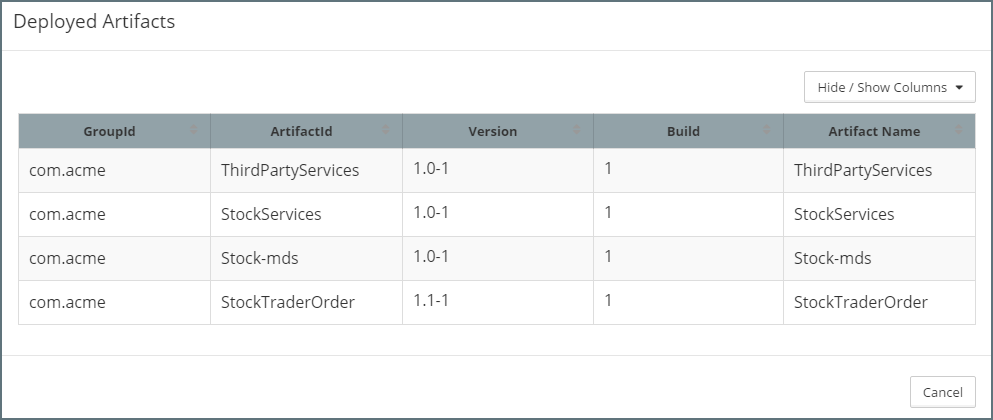 Deployed Artifacts
Hide / Show Columns
GroupId ArtifactId Version Build Artifact Name
com.acme ThirdPartyServices 1.0-1 1 ThirdPartyServices
com.acme StockServices 1.0-1 1 StockServices
com.acme Stock-mds 1.0-1 1 Stock-mds
com.acme StockTraderOrder 1.1-1 1 StockTraderOrder
Cancel